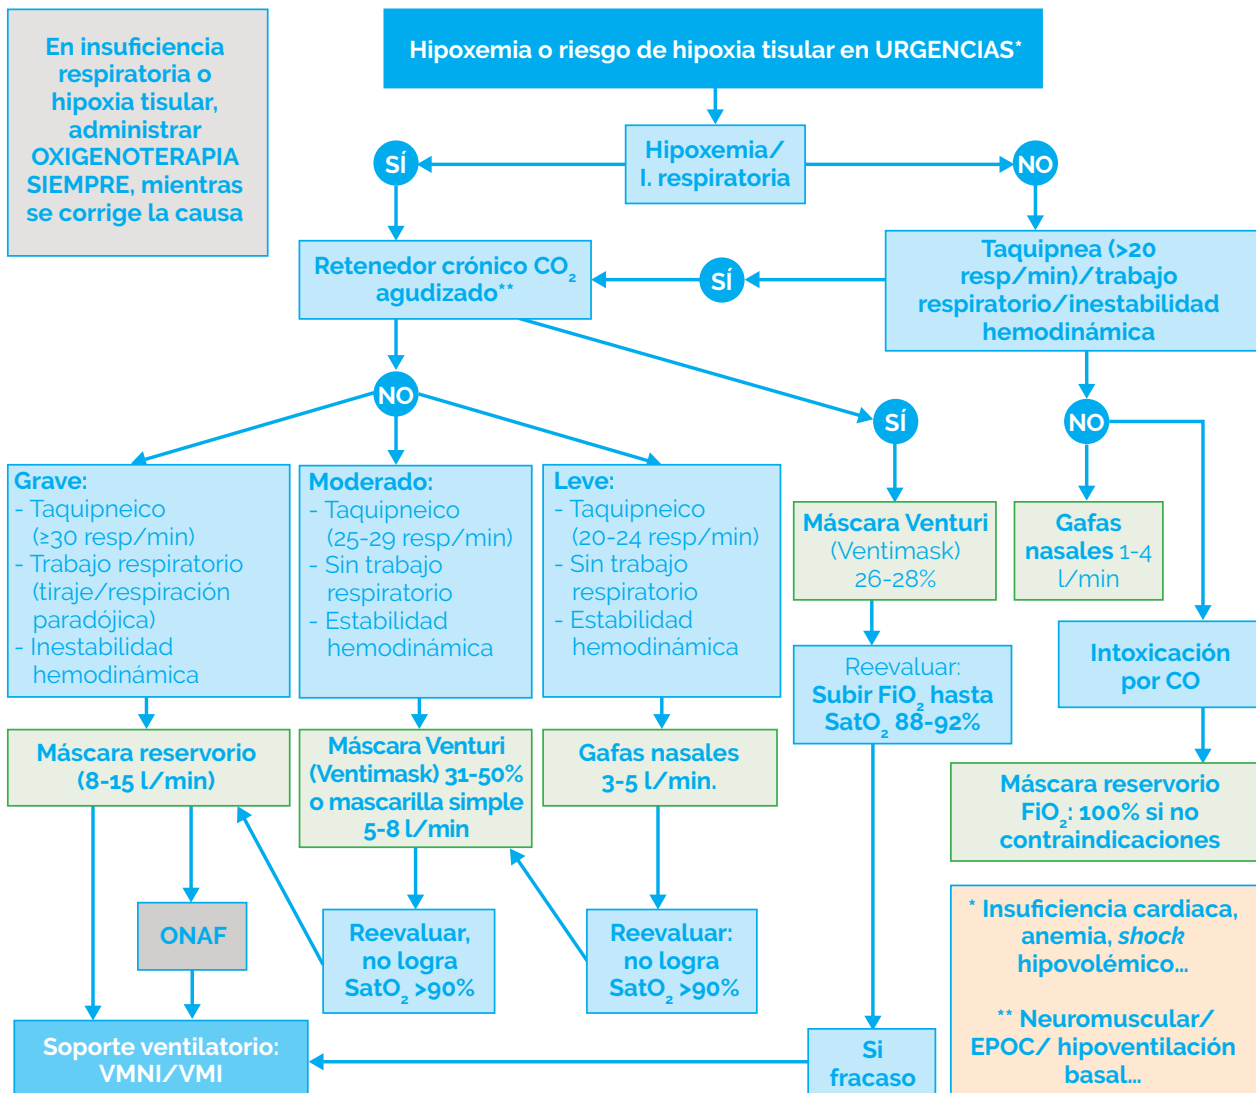 En insuficiencia
respiratoria o
hipoxia tisular,
administrar
OXIGENOTERAPIA
SIEMPRE, mientras
se corrige la causa
Hipoxemia o riesgo de hipoxia tisular en URGENCIAS*
Hipoxemia/
I. respiratoria
SÍ
NO
Retenedor crónico CO₂
agudizado**
SÍ
Taquipnea (>20
resp/min)/trabajo
respiratorio/inestabilidad
hemodinámica
NO
SÍ
NO
Grave:
- Taquipneico
(≥30 resp/min)
- Trabajo respiratorio
(tiraje/respiración
paradójica)
- Inestabilidad
hemodinámica
Moderado:
- Taquipneico
(25-29 resp/min)
- Sin trabajo
respiratorio
- Estabilidad
hemodinámica
Leve:
- Taquipneico
(20-24 resp/min)
- Sin trabajo
respiratorio
- Estabilidad
hemodinámica
Máscara Venturi
(Ventimask)
26-28%
Gafas
nasales 1-4
l/min
Reevaluar:
Subir FiO₂ hasta
SatO₂ 88-92%
Intoxicación
por CO
Máscara reservorio
(8-15 l/min)
Máscara Venturi
(Ventimask) 31-50%
o mascarilla simple
5-8 l/min
Gafas nasales
3-5 l/min.
Máscara reservorio
FiO₂: 100% si no
contraindicaciones
ONAF
Reevaluar,
no logra
SatO₂ >90%
Reevaluar:
no logra
SatO₂ >90%
* Insuficiencia cardiaca,
anemia, shock
hipovolémico...
** Neuromuscular/
EPOC/ hipoventilación
basal...
Soporte ventilatorio:
VMNI/VMI
Si
fracaso